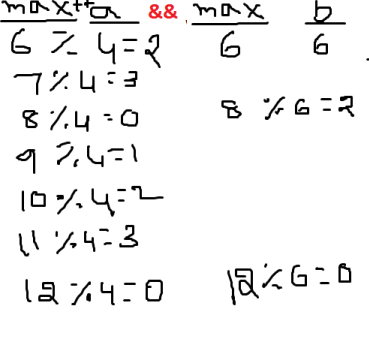 max++ a && max b
6 % 4=2 6 6
7 % 4=3
8 % 4=0 8 % 6=2
9 % 4=1
10 % 4=2
11 % 4=3
12 % 4=0 12 % 6=0